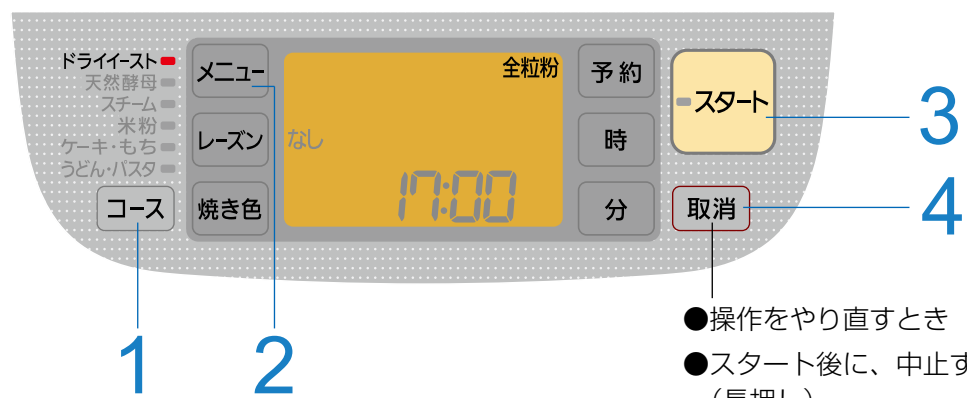 ドライイースト
天然酵母
スチーム
米粉
ケーキ・もち
うどん・パスタ
コース
メニュー
レーズン
焼き色
全粒粉
なし
17:00
予約
時
分
スタート
取消
1
2
3
4
●操作をやり直すとき
●スタート後に、中止す
（長押し）